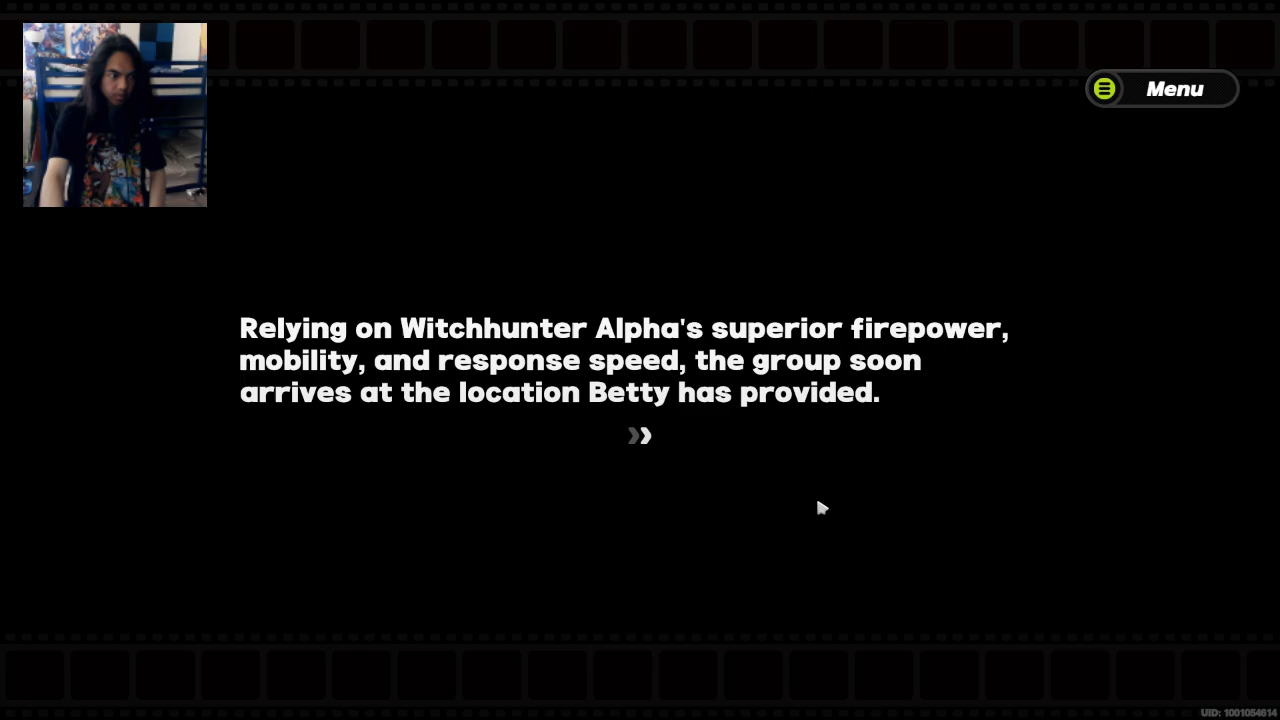 Menu
Relying on Witchhunter Alpha's superior firepower,
mobility, and response speed, the group soon
arrives at the location Betty has provided.
UID: 1001054614